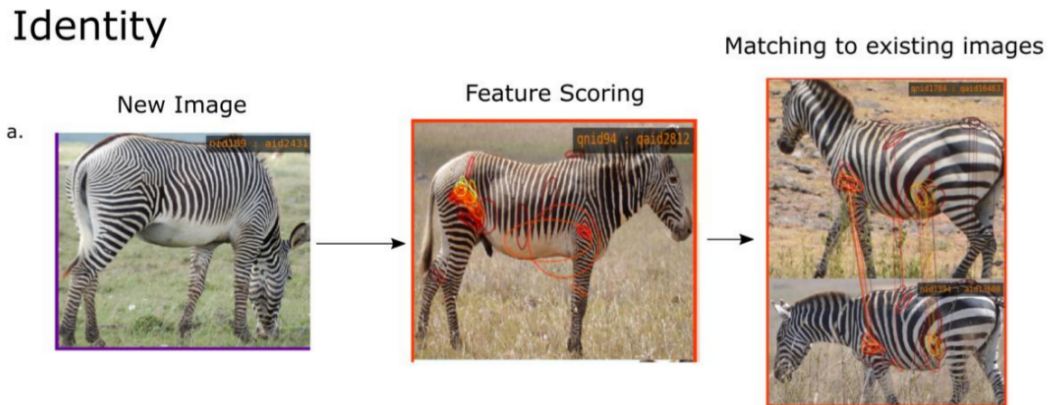 Identity
Matching to existing images
New Image
Feature Scoring
a.
qnid94 : qaid2812